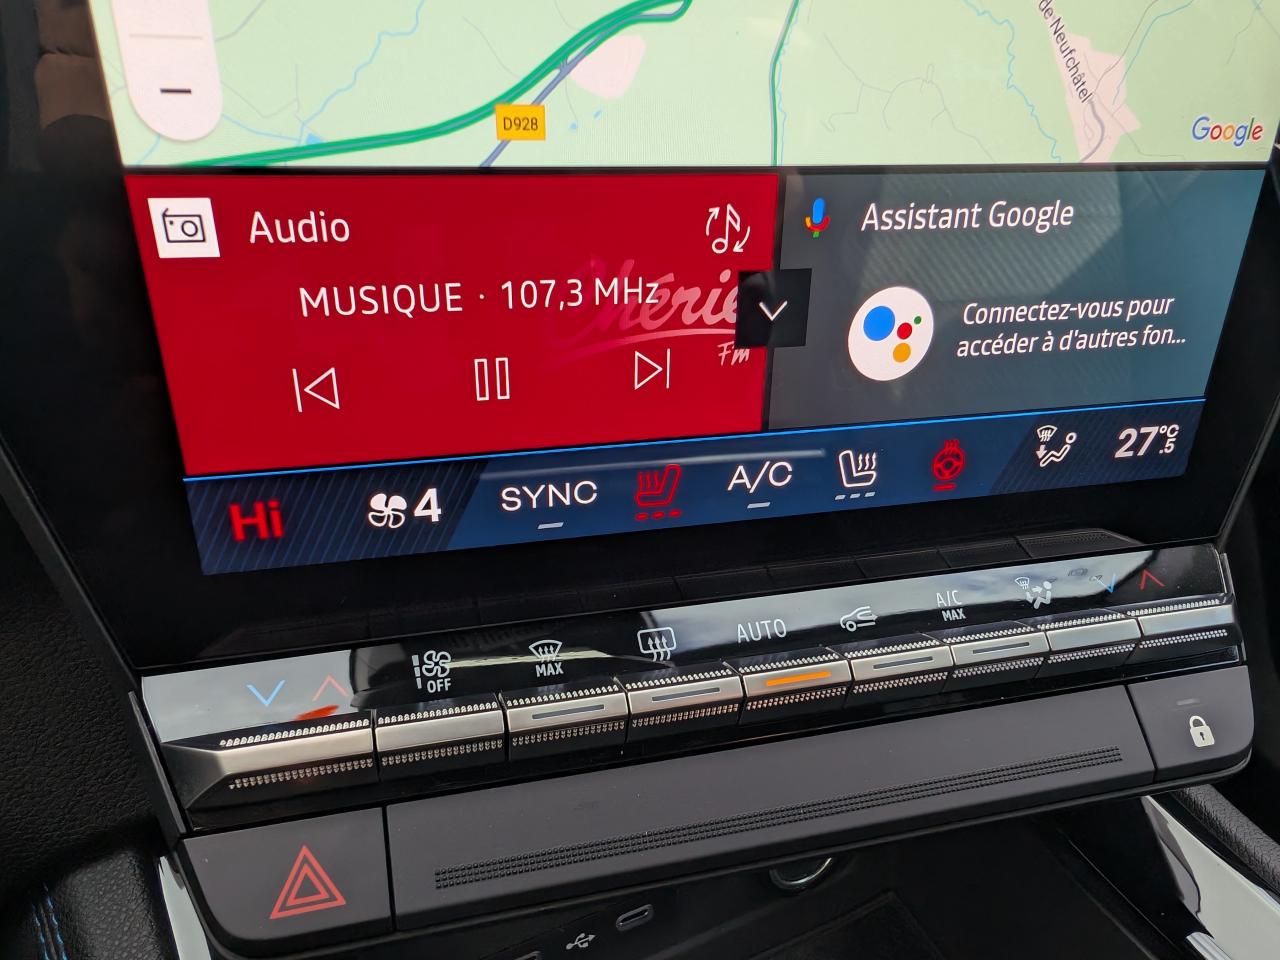 de Neufchâtel
D928
Google
Audio
MUSIQUE · 107,3 MHz
Chérie
Fm
Assistant Google
Connectez-vous pour
accéder à d'autres fon...
Hi
4
SYNC
A/C
27°C.5
OFF
MAX
AUTO
A/C
MAX